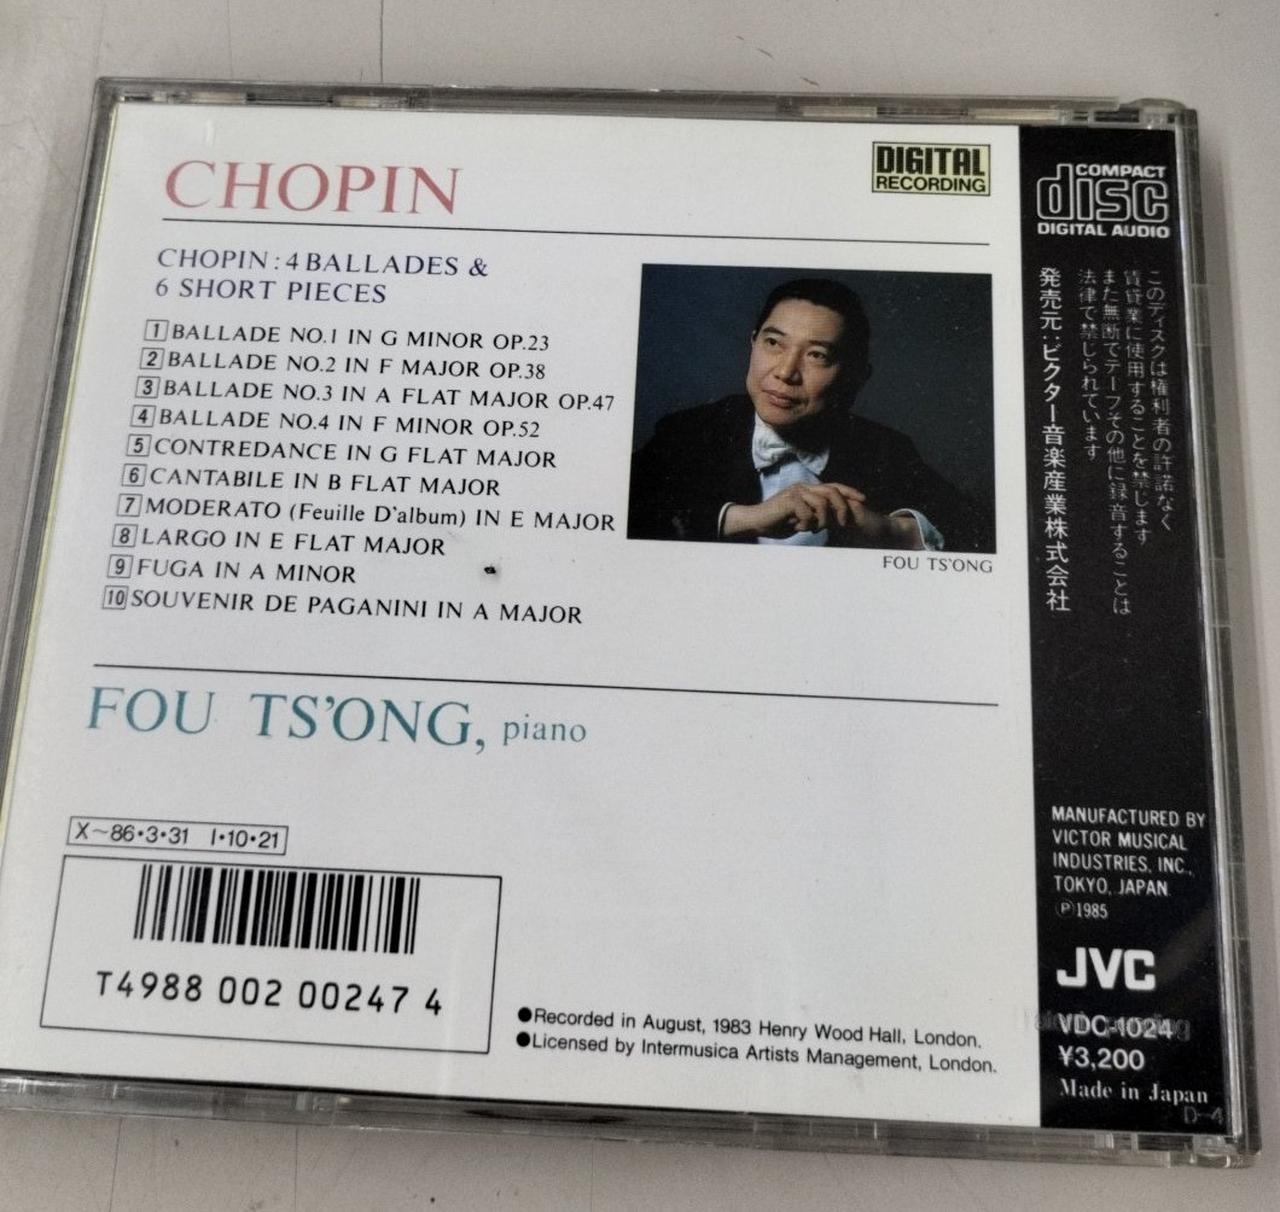 CHOPIN
DIGITAL
RECORDING
CHOPIN : 4 BALLADES &
6 SHORT PIECES
1 BALLADE NO.1 IN G MINOR OP.23
2 BALLADE NO.2 IN F MAJOR OP.38
3 BALLADE NO.3 IN A FLAT MAJOR OP.47
4 BALLADE NO.4 IN F MINOR OP.52
5 CONTREDANCE IN G FLAT MAJOR
6 CANTABILE IN B FLAT MAJOR
7 MODERATO (Feuille D'album) IN E MAJOR
8 LARGO IN E FLAT MAJOR
9 FUGA IN A MINOR
10 SOUVENIR DE PAGANINI IN A MAJOR
FOU TS'ONG
FOU TS'ONG, piano
X~86・3・31 I・10・21
T4988 002 00247 4
●Recorded in August, 1983 Henry Wood Hall, London.
●Licensed by Intermusica Artists Management, London.
COMPACT
disc
DIGITAL AUDIO
このディスクは権利者の許諾なく
賃貸業に使用することを禁じます
また無断でテープその他に録音することは
法律で禁じられています
発売元：ビクター音楽産業株式会社
MANUFACTURED BY
VICTOR MUSICAL
INDUSTRIES, INC.,
TOKYO, JAPAN.
Ⓟ1985
JVC
VDC-1024
¥3,200
Made in Japan
D-4